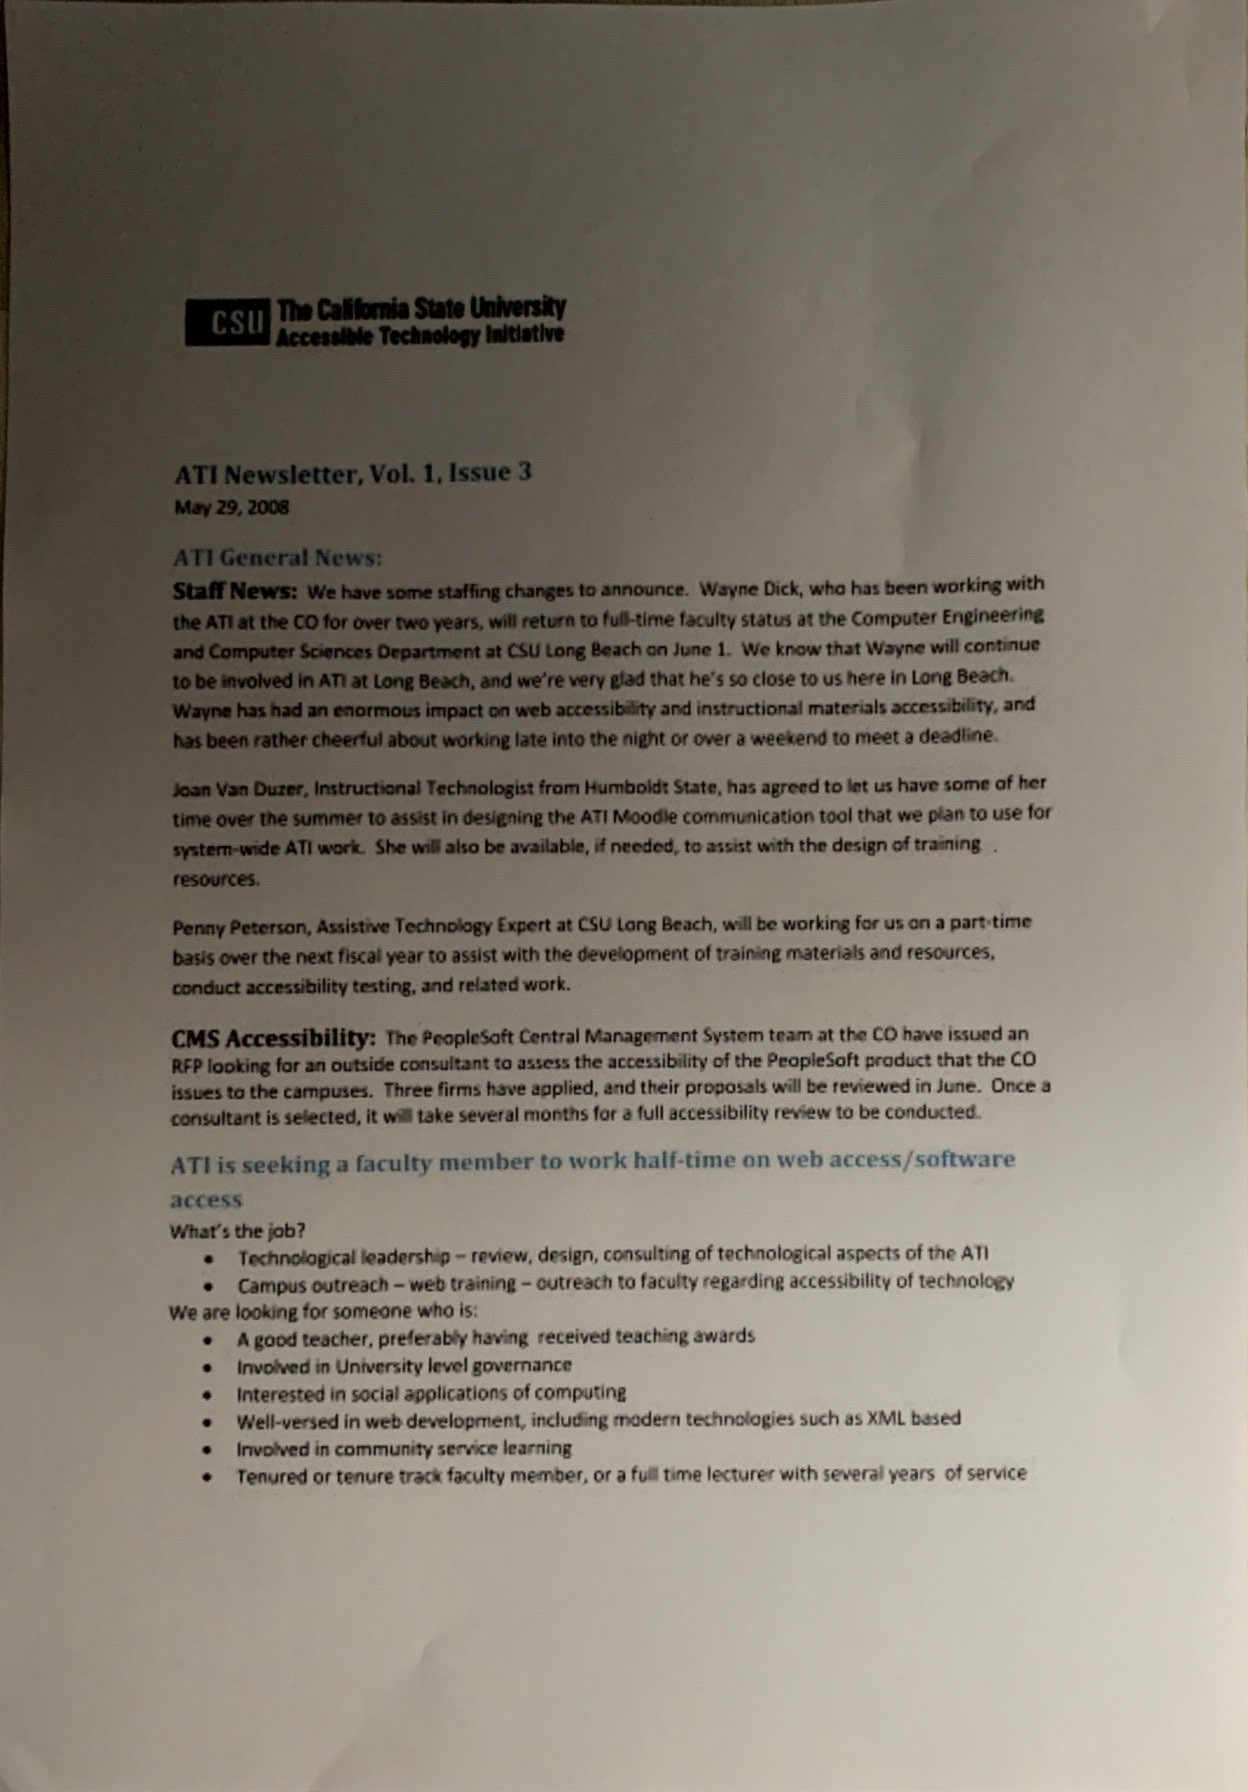 CSU The California State University
Accessible Technology Initiative
ATI Newsletter, Vol. 1, Issue 3
May 29, 2008
ATI General News:
Staff News: We have some staffing changes to announce. Wayne Dick, who has been working with
the ATI at the CO for over two years, will return to full-time faculty status at the Computer Engineering
and Computer Sciences Department at CSU Long Beach on June 1. We know that Wayne will continue
to be involved in ATI at Long Beach, and we're very glad that he's so close to us here in Long Beach.
Wayne has had an enormous impact on web accessibility and instructional materials accessibility, and
has been rather cheerful about working late into the night or over a weekend to meet a deadline.
Joan Van Duzer, Instructional Technologist from Humboldt State, has agreed to let us have some of her
time over the summer to assist in designing the ATI Moodle communication tool that we plan to use for
system-wide ATI work. She will also be available, if needed, to assist with the design of training
resources.
Penny Peterson, Assistive Technology Expert at CSU Long Beach, will be working for us on a part-time
basis over the next fiscal year to assist with the development of training materials and resources,
conduct accessibility testing, and related work.
CMS Accessibility: The PeopleSoft Central Management System team at the CO have issued an
RFP looking for an outside consultant to assess the accessibility of the PeopleSoft product that the CO
issues to the campuses. Three firms have applied, and their proposals will be reviewed in June. Once a
consultant is selected, it will take several months for a full accessibility review to be conducted.
ATI is seeking a faculty member to work half-time on web access/software
access
What's the job?
• Technological leadership – review, design, consulting of technological aspects of the ATI
• Campus outreach – web training – outreach to faculty regarding accessibility of technology
We are looking for someone who is:
• A good teacher, preferably having received teaching awards
• Involved in University level governance
• Interested in social applications of computing
• Well-versed in web development, including modern technologies such as XML based
• Involved in community service learning
• Tenured or tenure track faculty member, or a full time lecturer with several years of service